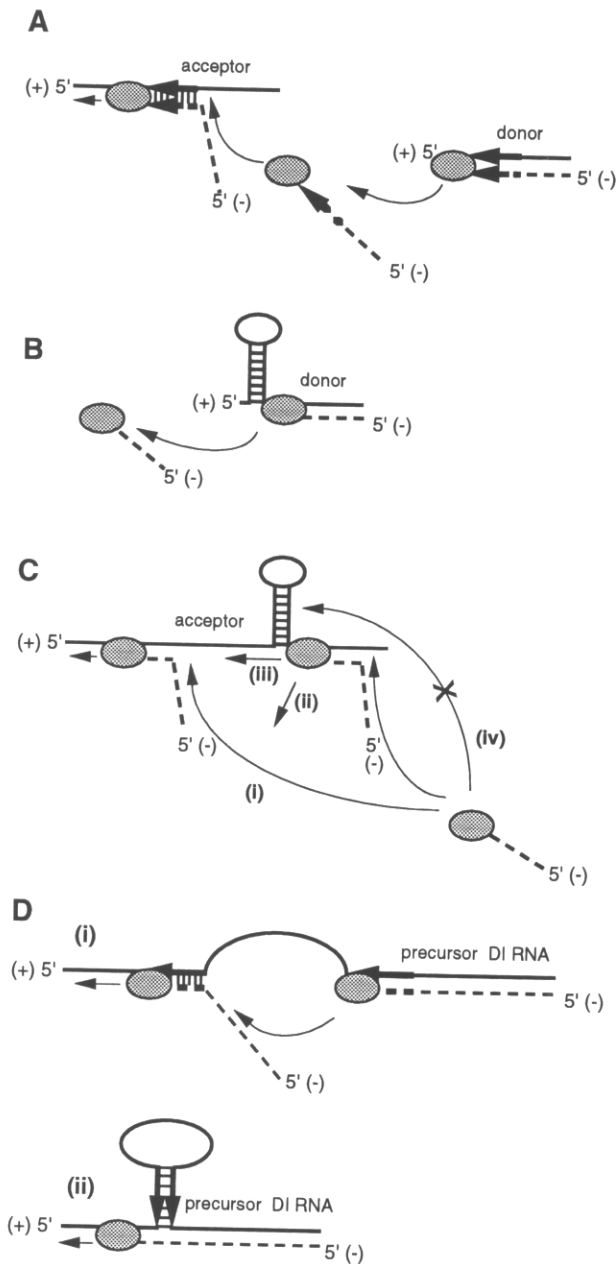 A
acceptor
(+) 5'
donor
(+) 5'
5' (-)
5' (-)
5' (-)
B
donor
(+) 5'
5' (-)
5' (-)
C
acceptor
(+) 5'
(iii)
(ii)
(iv)
5' (-)
5'
(-)
(i)
5' (-)
D
(i)
precursor DI RNA
(+) 5'
5' (-)
5' (-)
(ii)
precursor DI RNA
(+) 5'
5' (-)